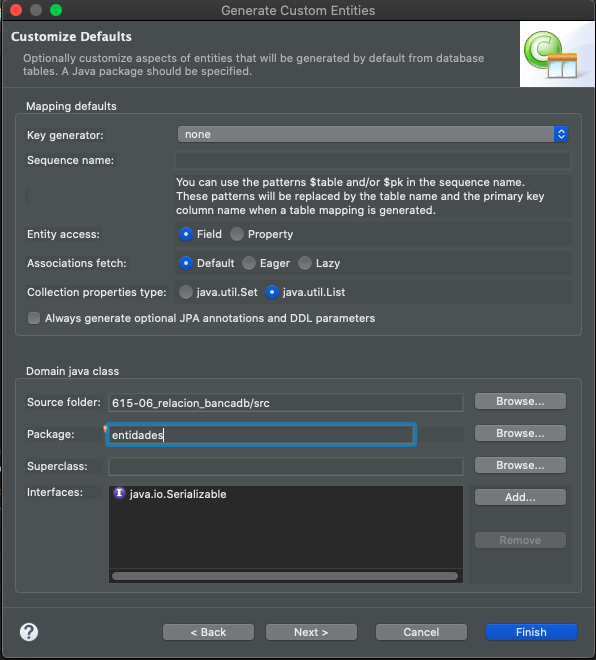 Generate Custom Entities
Customize Defaults
Optionally customize aspects of entities that will be generated by default from database
tables. A Java package should be specified.
C
Mapping defaults
Key generator: none
Sequence name:
You can use the patterns $table and/or $pk in the sequence name.
These patterns will be replaced by the table name and the primary key
column name when a table mapping is generated.
Entity access: Field Property
Associations fetch: Default Eager Lazy
Collection properties type: java.util.Set java.util.List
Always generate optional JPA annotations and DDL parameters
Domain java class
Source folder: 615-06_relacion_bancadb/src Browse...
Package: entidades Browse...
Superclass: Browse...
Interfaces: I java.io.Serializable Add...
Remove
? < Back Next > Cancel Finish